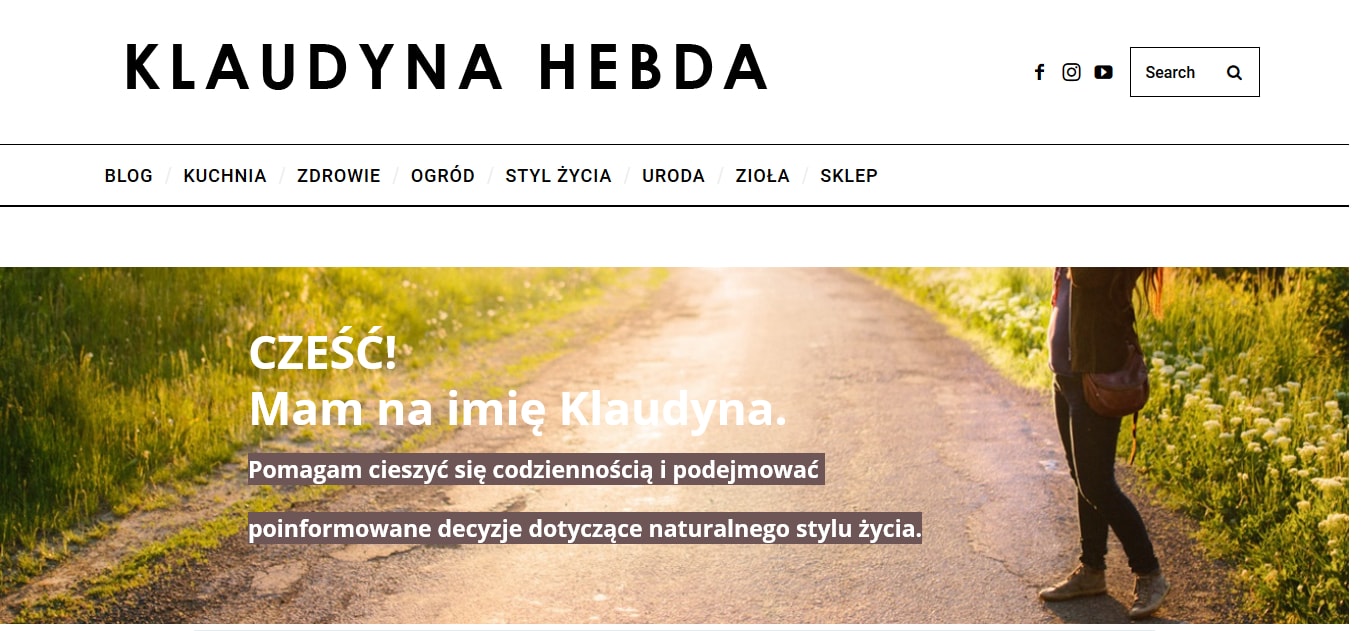 KLAUDYNA HEBDA
Search
BLOG / KUCHNIA / ZDROWIE / OGRÓD / STYL ŻYCIA / URODA / ZIOŁA / SKLEP
CZEŚĆ!
Mam na imię Klaudyna.
Pomagam cieszyć się codziennością i podejmować
poinformowane decyzje dotyczące naturalnego stylu życia.